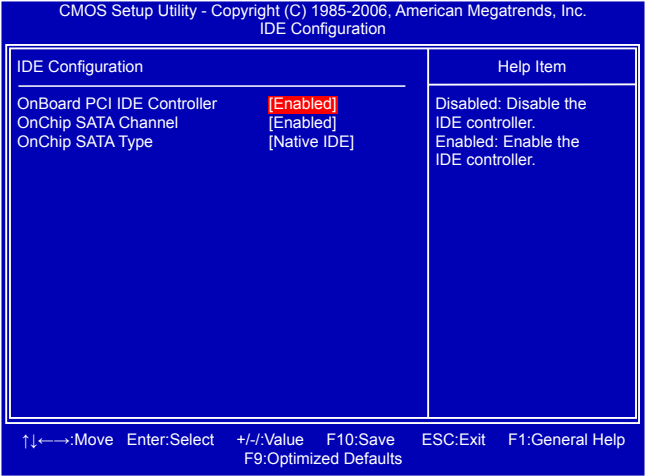 CMOS Setup Utility - Copyright (C) 1985-2006, American Megatrends, Inc.
IDE Configuration
IDE Configuration
OnBoard PCI IDE Controller [Enabled]
OnChip SATA Channel [Enabled]
OnChip SATA Type [Native IDE]
Help Item
Disabled: Disable the
IDE controller.
Enabled: Enable the
IDE controller.
↑↓←→:Move Enter:Select +/-/:Value F10:Save ESC:Exit F1:General Help
F9:Optimized Defaults